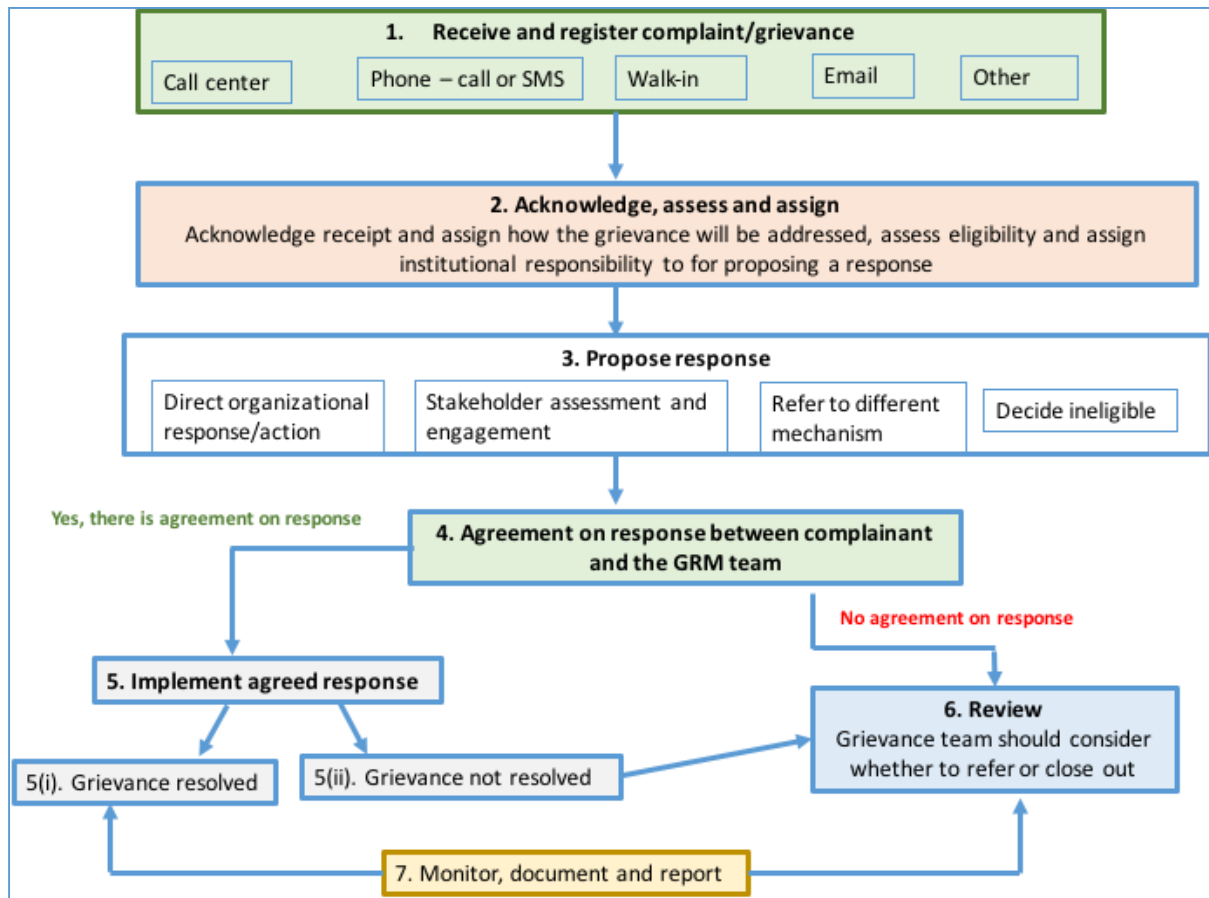 1. Receive and register complaint/grievance
Call center
Phone – call or SMS
Walk-in
Email
Other
2. Acknowledge, assess and assign
Acknowledge receipt and assign how the grievance will be addressed, assess eligibility and assign
institutional responsibility to for proposing a response
3. Propose response
Direct organizational
response/action
Stakeholder assessment and
engagement
Refer to different
mechanism
Decide ineligible
Yes, there is agreement on response
4. Agreement on response between complainant
and the GRM team
No agreement on response
5. Implement agreed response
6. Review
Grievance team should consider
whether to refer or close out
5(i). Grievance resolved
5(ii). Grievance not resolved
7. Monitor, document and report